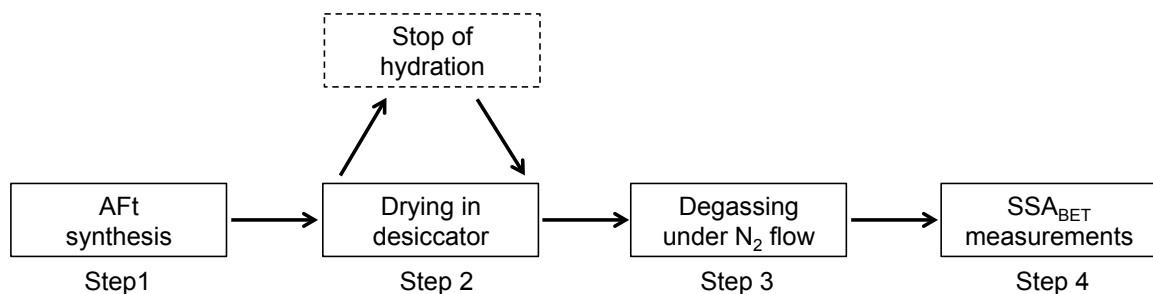 Stop of
hydration
AFt
synthesis
Drying in
desiccator
Degassing
under N₂ flow
SSA_BET
measurements
Step1
Step 2
Step 3
Step 4